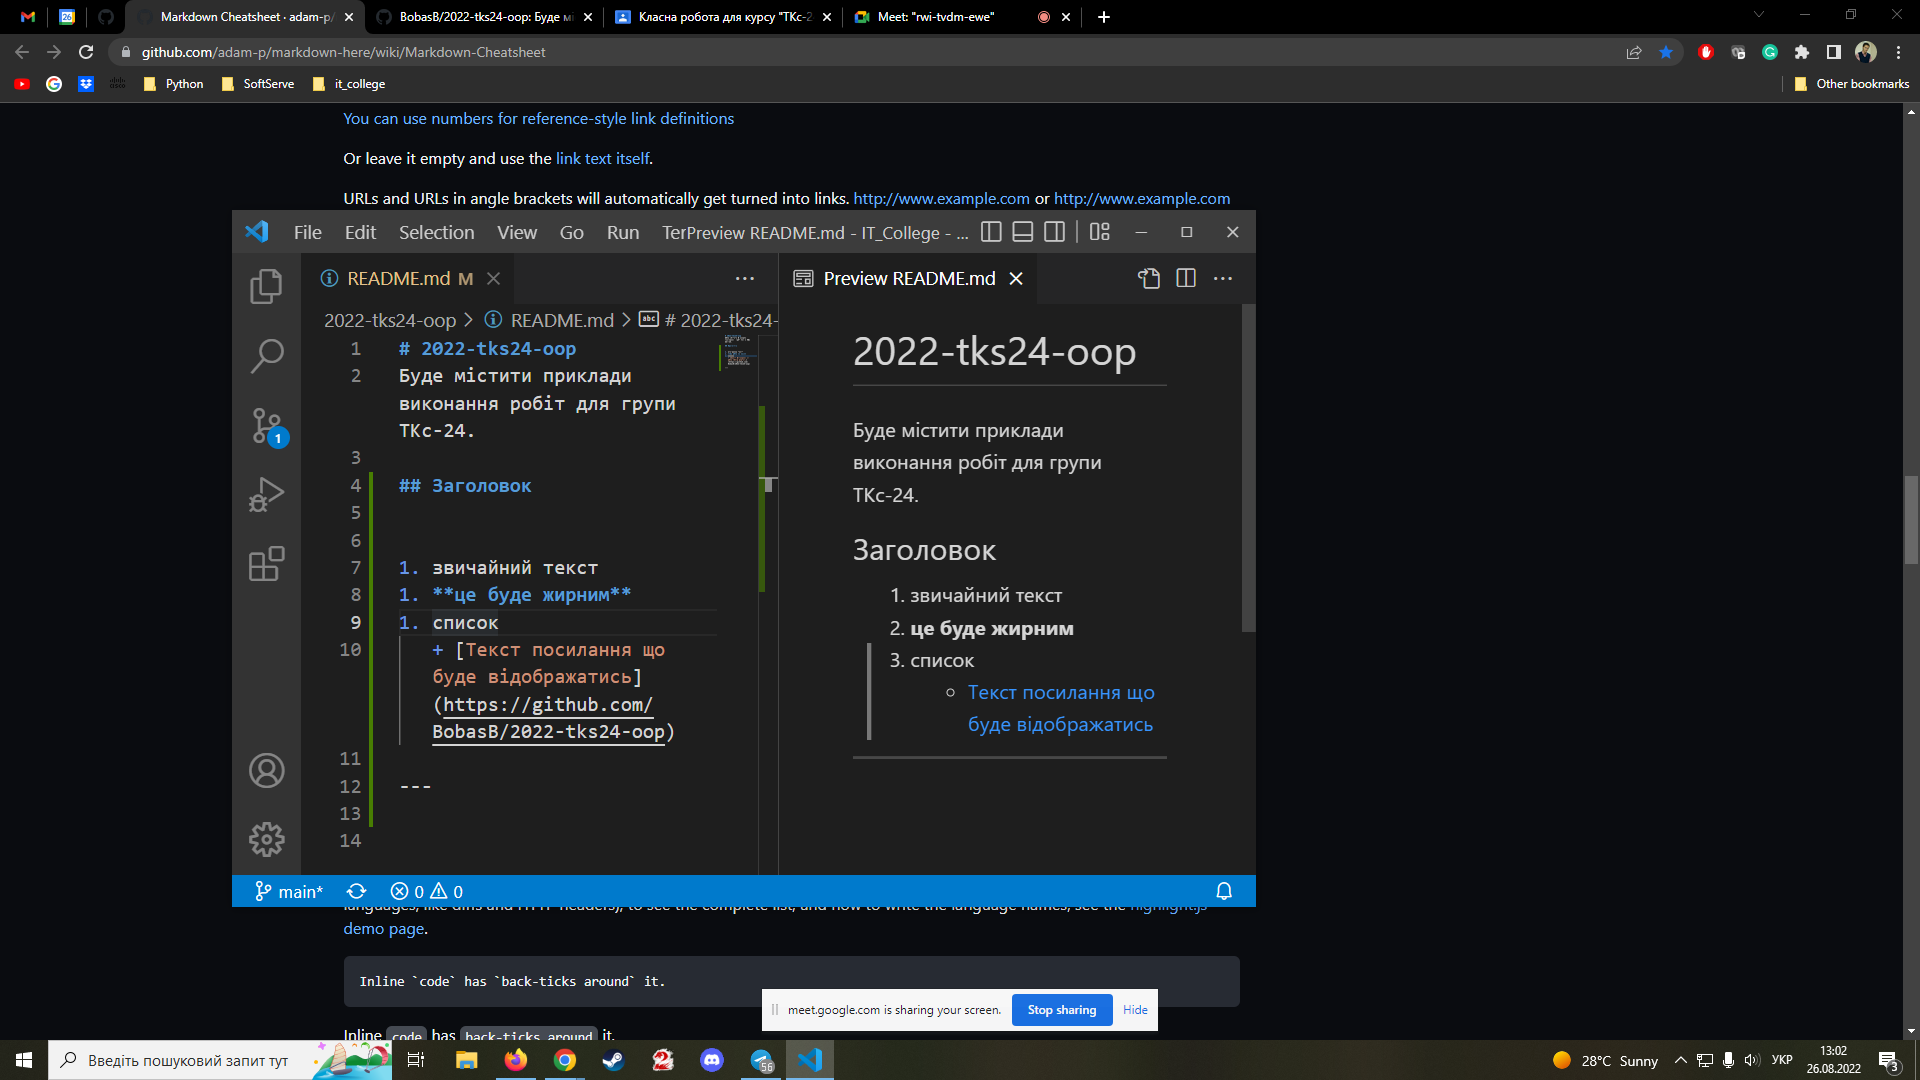 Markdown Cheatsheet · adam-p/
BobasB/2022-tks24-oop: Буде мі
Класна робота для курсу "ТКс-2
Meet: "rwi-tvdm-ewe"
github.com/adam-p/markdown-here/wiki/Markdown-Cheatsheet
Python
SoftServe
it_college
Other bookmarks
You can use numbers for reference-style link definitions
Or leave it empty and use the link text itself.
URLs and URLs in angle brackets will automatically get turned into links. http://www.example.com or http://www.example.com
File Edit Selection View Go Run Ter Preview README.md - IT_College - ...
README.md M
Preview README.md
2022-tks24-oop > README.md > # 2022-tks24-
1 # 2022-tks24-oop
2 Буде містити приклади
виконання робіт для групи
ТКс-24.
3
4 ## Заголовок
5
6
7 1. звичайний текст
8 1. **це буде жирним**
9 1. список
10 + [Текст посилання що
буде відображатись]
(https://github.com/
BobasB/2022-tks24-oop)
11
12 ---
13
14
2022-tks24-oop
Буде містити приклади
виконання робіт для групи
ТКс-24.
Заголовок
1. звичайний текст
2. це буде жирним
3. список
Текст посилання що
буде відображатись
1
main* 0 0
languages, like diffs and HTTP headers); to see the complete list, and how to write the language names, see the highlight.js
demo page.
Inline `code` has `back-ticks around` it.
meet.google.com is sharing your screen.
Stop sharing
Hide
Inline code has back-ticks around it.
Введіть пошуковий запит тут
56
28°C Sunny
УКР
13:02
26.08.2022
3